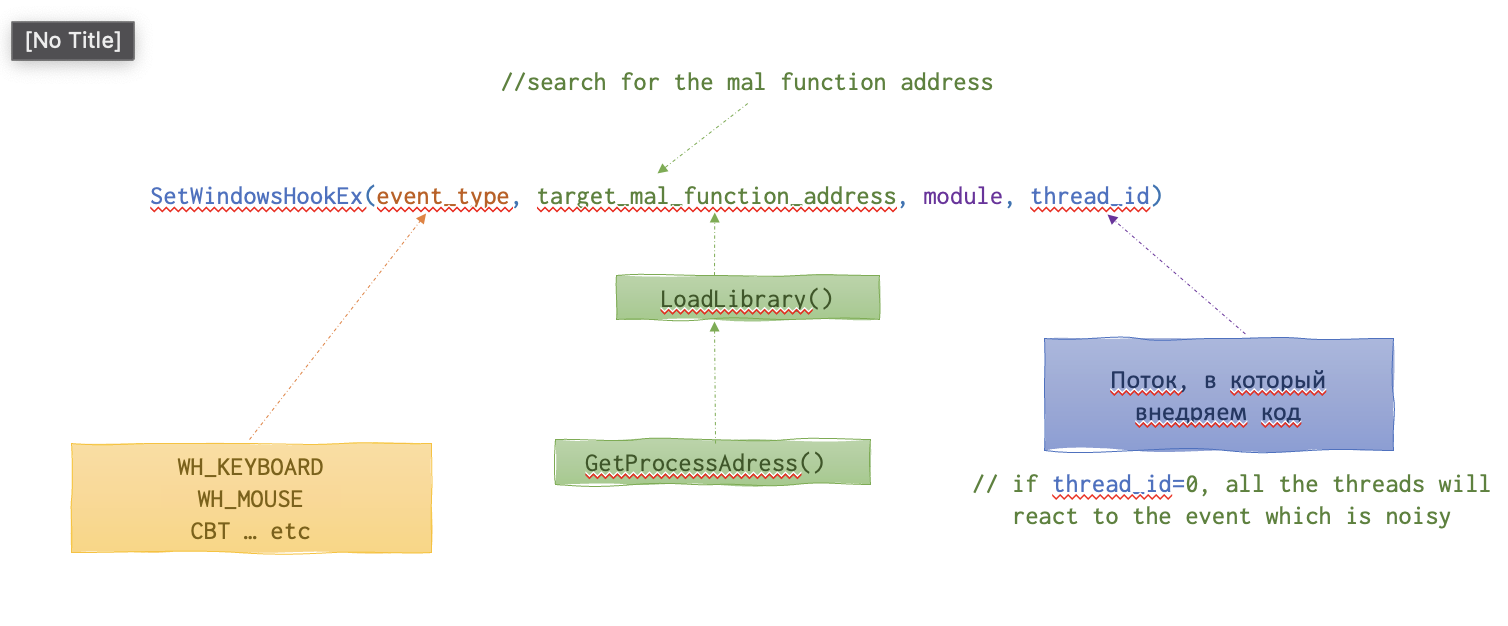 [No Title]
//search for the mal function address
SetWindowsHookEx(event_type, target_mal_function_address, module, thread_id)
LoadLibrary()
Поток, в который
внедряем код
GetProcessAdress()
WH_KEYBOARD
WH_MOUSE
CBT … etc
// if thread_id=0, all the threads will
react to the event which is noisy